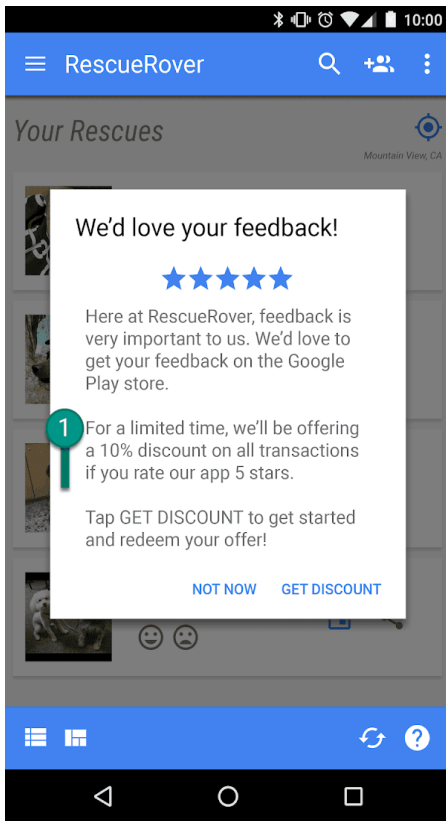 10:00
RescueRover
Your Rescues
Mountain View, CA
We'd love your feedback!
Here at RescueRover, feedback is
very important to us. We'd love to
get your feedback on the Google
Play store.
1
For a limited time, we'll be offering
a 10% discount on all transactions
if you rate our app 5 stars.
Tap GET DISCOUNT to get started
and redeem your offer!
NOT NOW GET DISCOUNT
?